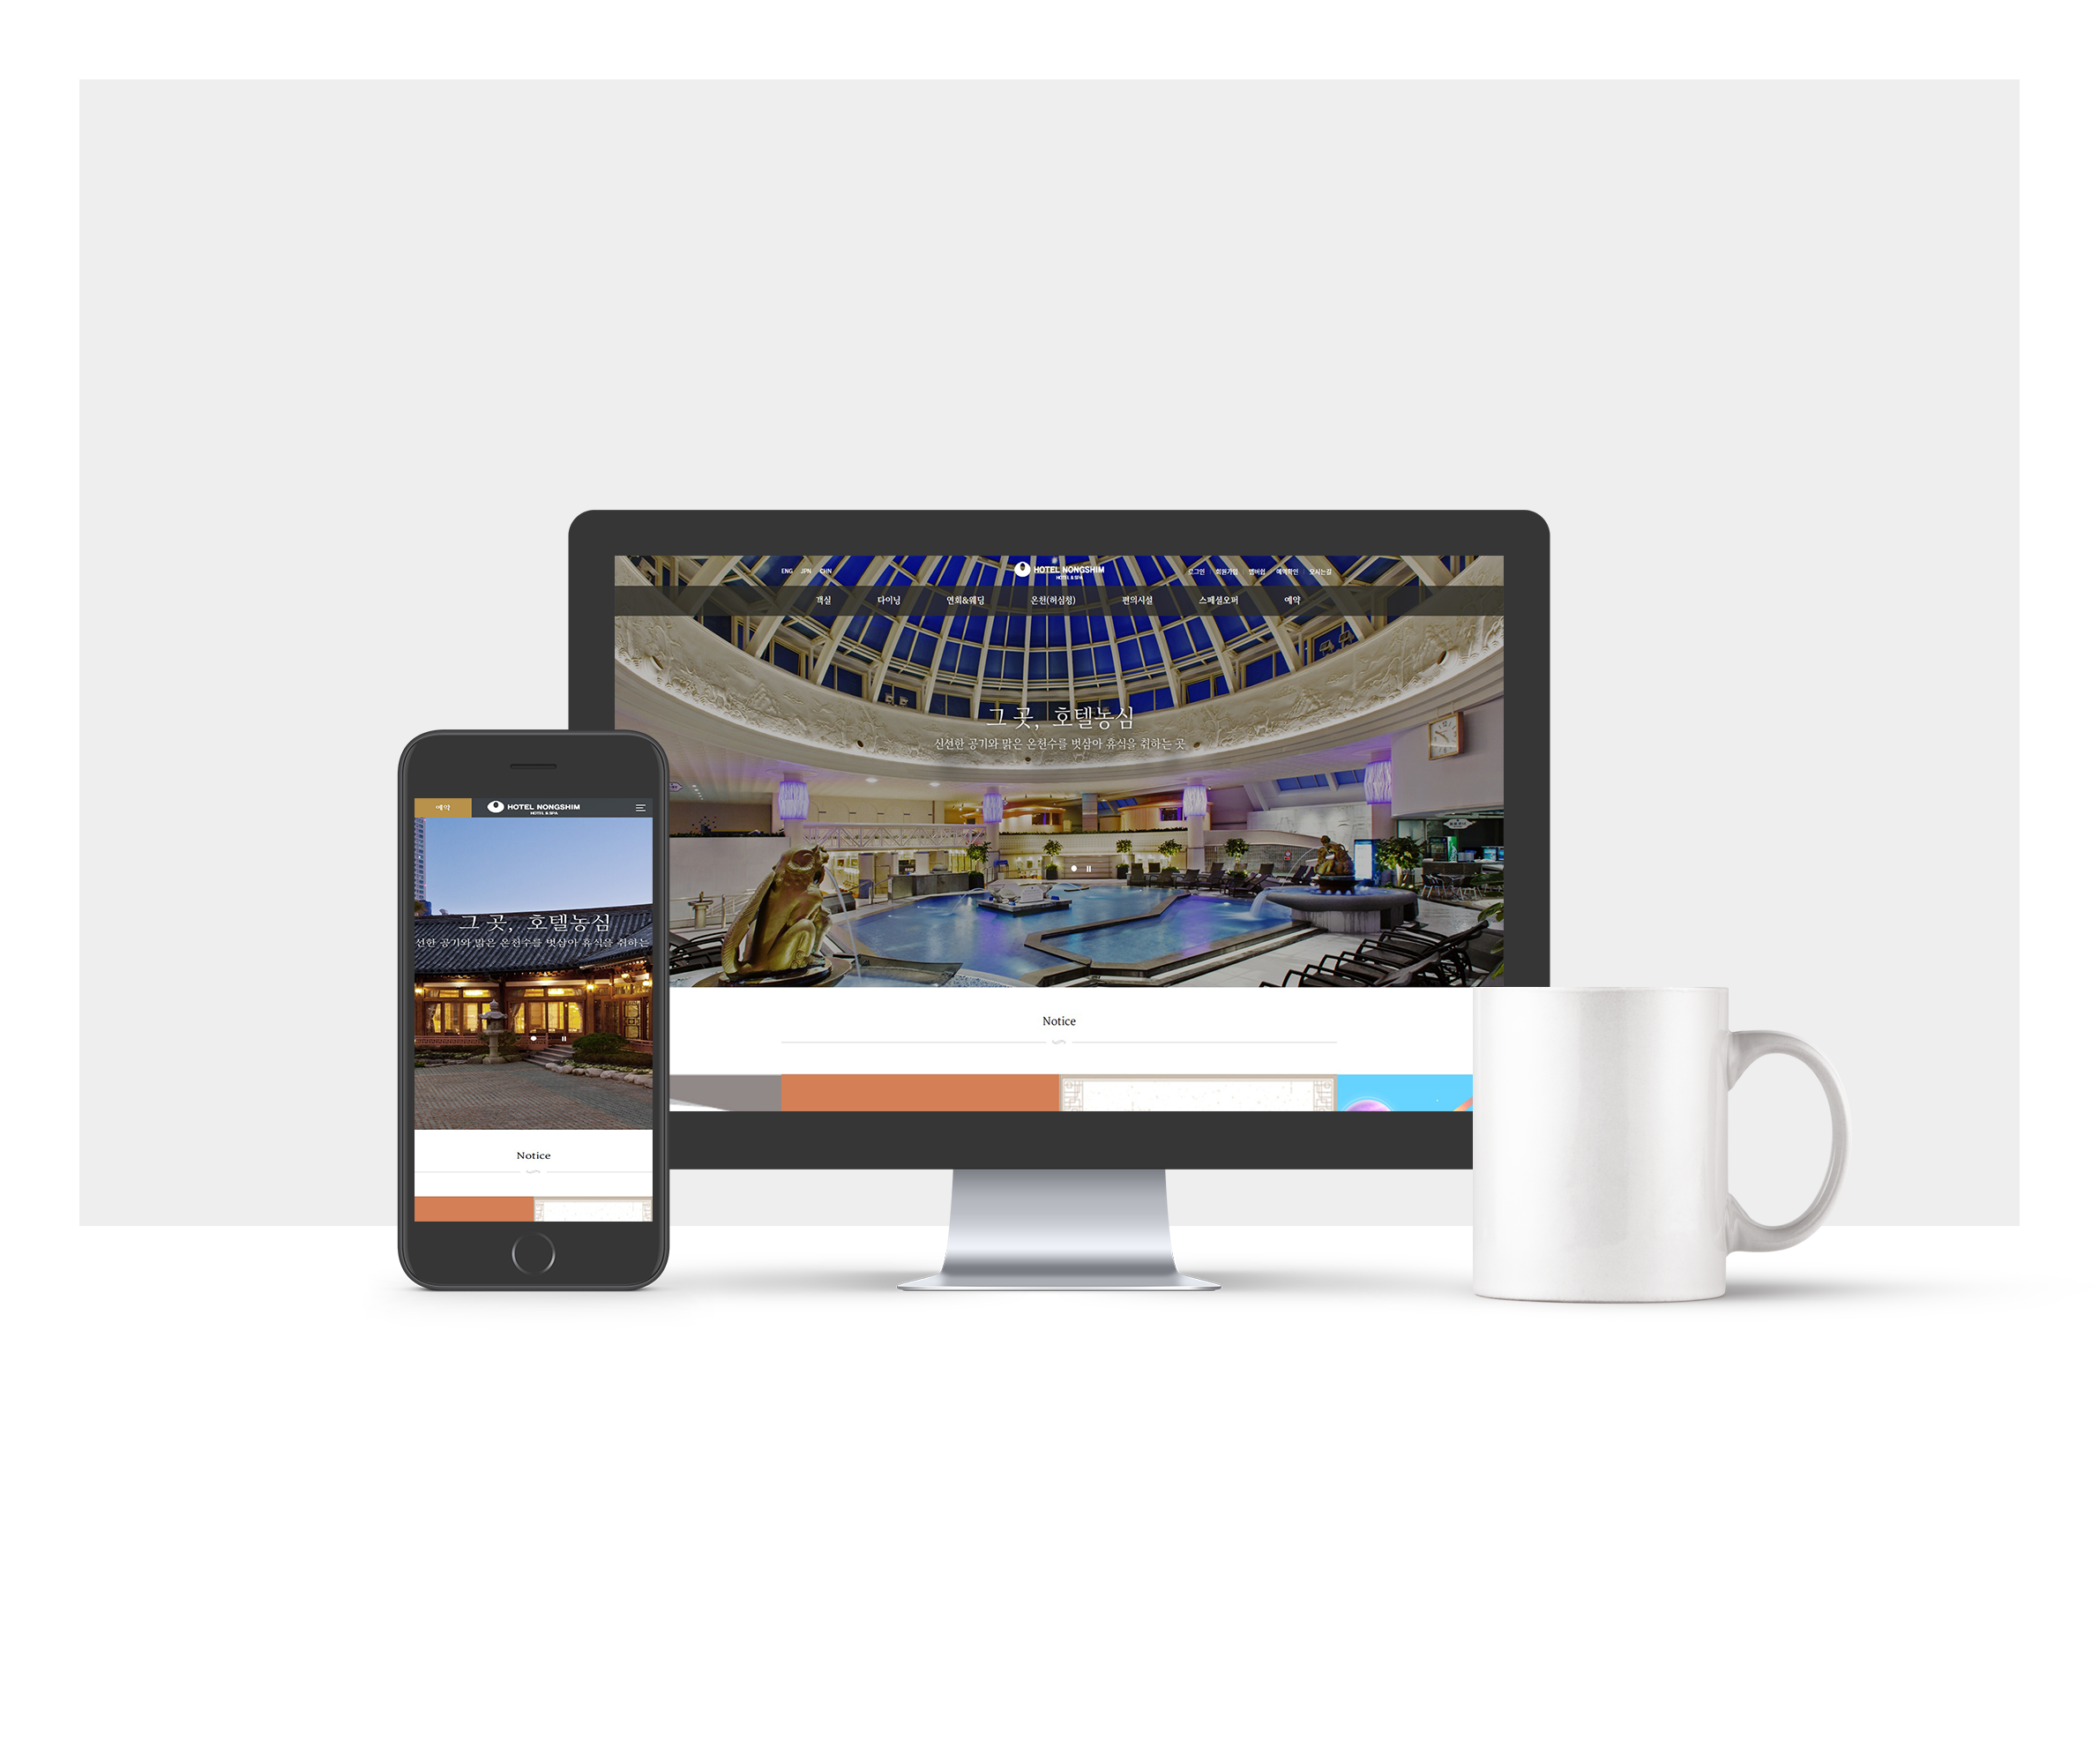 ENG JPN CHN
HOTEL NONGSHIM
HOTEL & SPA
로그인 회원가입 멤버쉽 예약확인 오시는길
객실 다이닝 연회&웨딩 온천(허심청) 편의시설 스페셜오퍼 예약
그 곳, 호텔농심
신선한 공기와 맑은 온천수를 벗삼아 휴식을 취하는 곳
Notice
예약
HOTEL NONGSHIM
HOTEL & SPA
그 곳, 호텔농심
선한 공기와 맑은 온천수를 벗삼아 휴식을 취하는
Notice